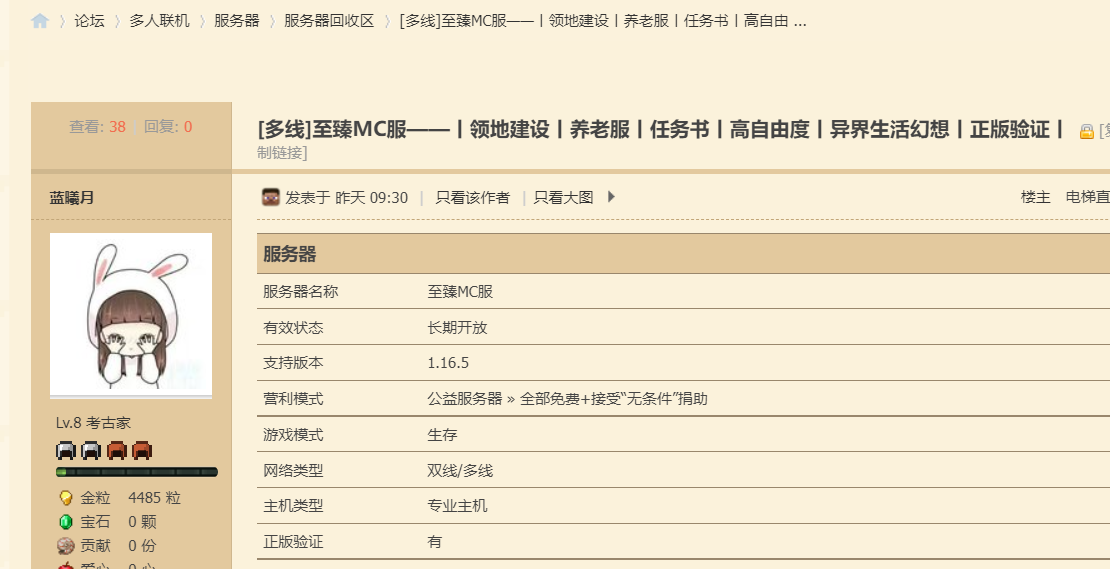 论坛 〉 多人联机 〉 服务器 〉 服务器回收区 〉 [多线]至臻MC服——丨领地建设丨养老服丨任务书丨高自由 ...
查看: 38 | 回复: 0
[多线]至臻MC服——丨领地建设丨养老服丨任务书丨高自由度丨异界生活幻想丨正版验证丨 [复
制链接]
蓝曦月
发表于 昨天 09:30 | 只看该作者 | 只看大图
楼主 电梯直
服务器
服务器名称 至臻MC服
有效状态 长期开放
支持版本 1.16.5
营利模式 公益服务器 » 全部免费+接受“无条件”捐助
游戏模式 生存
网络类型 双线/多线
主机类型 专业主机
正版验证 有
Lv.8 考古家
金粒 4485 粒
宝石 0 颗
贡献 0 份
爱心 0 心